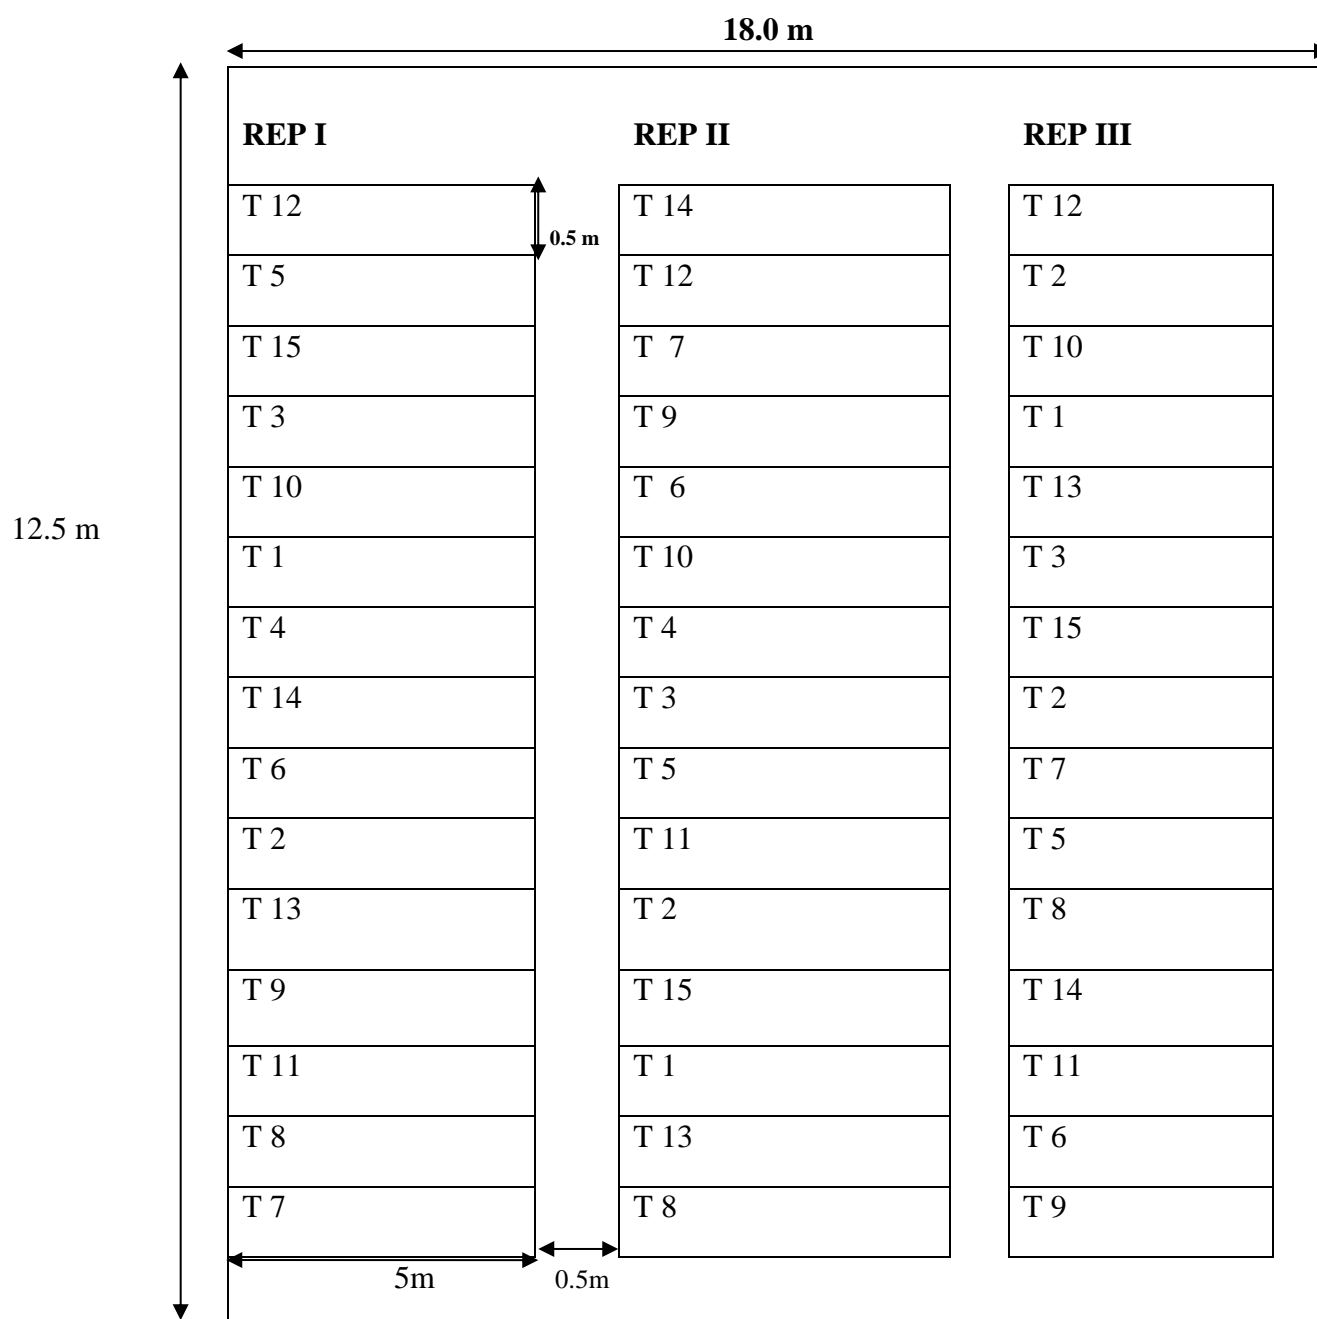 18.0 m
REP I REP II REP III
T 12 T 14 T 12
0.5 m
T 5 T 12 T 2
T 15 T  7 T 10
T 3 T 9 T 1
T 10 T  6 T 13
12.5 m
T 1 T 10 T 3
T 4 T 4 T 15
T 14 T 3 T 2
T 6 T 5 T 7
T 2 T 11 T 5
T 13 T 2 T 8
T 9 T 15 T 14
T 11 T 1 T 11
T 8 T 13 T 6
T 7 T 8 T 9
5m 0.5m